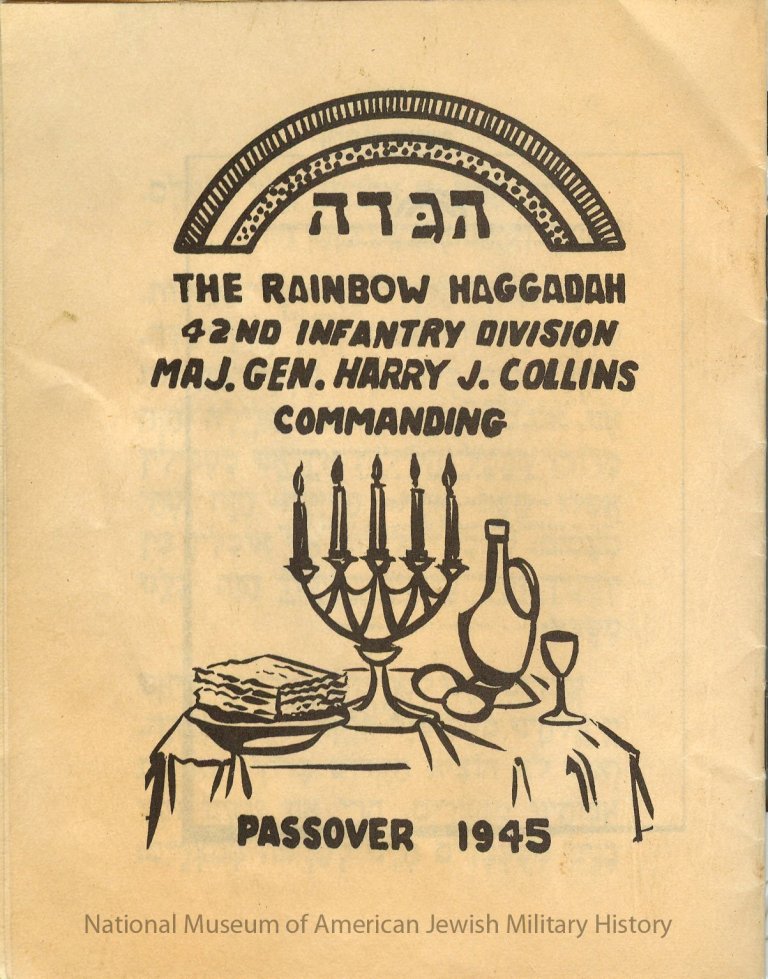 הגדה
THE RAINBOW HAGGADAH
42ND INFANTRY DIVISION
MAJ. GEN. HARRY J. COLLINS
COMMANDING
PASSOVER 1945
National Museum of American Jewish Military History